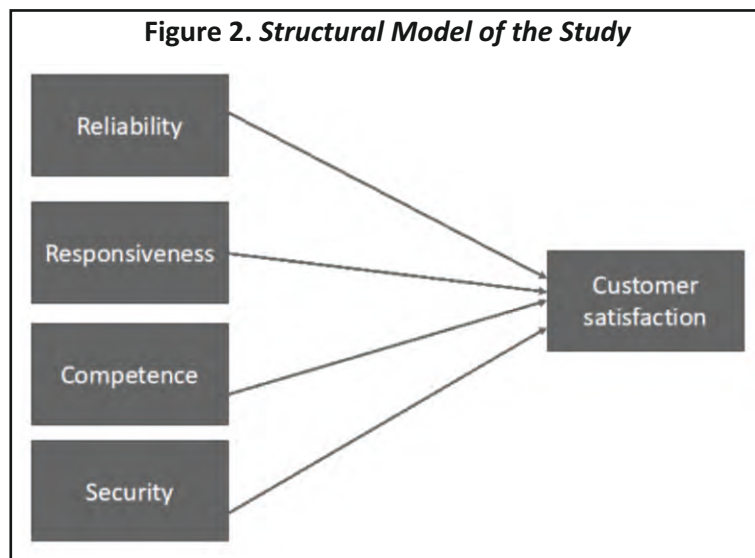 Figure 2. Structural Model of the Study
Reliability
Responsiveness
Competence
Security
Customer
satisfaction